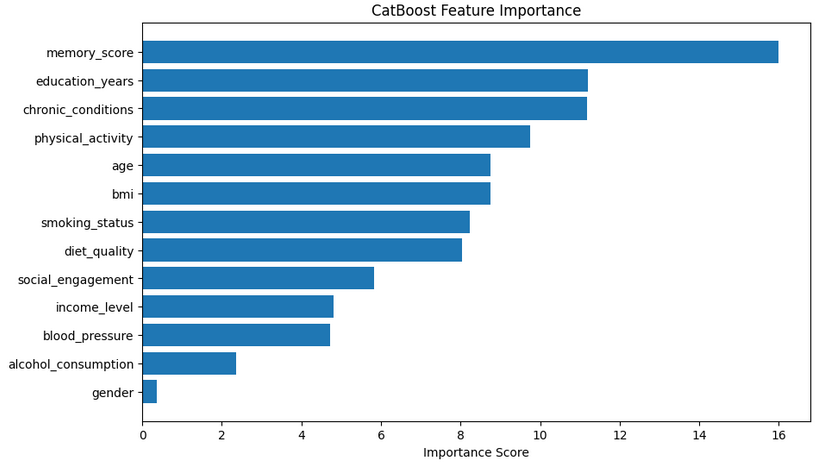 CatBoost Feature Importance
memory_score
education_years
chronic_conditions
physical_activity
age
bmi
smoking_status
diet_quality
social_engagement
income_level
blood_pressure
alcohol_consumption
gender
0 2 4 6 8 10 12 14 16
Importance Score